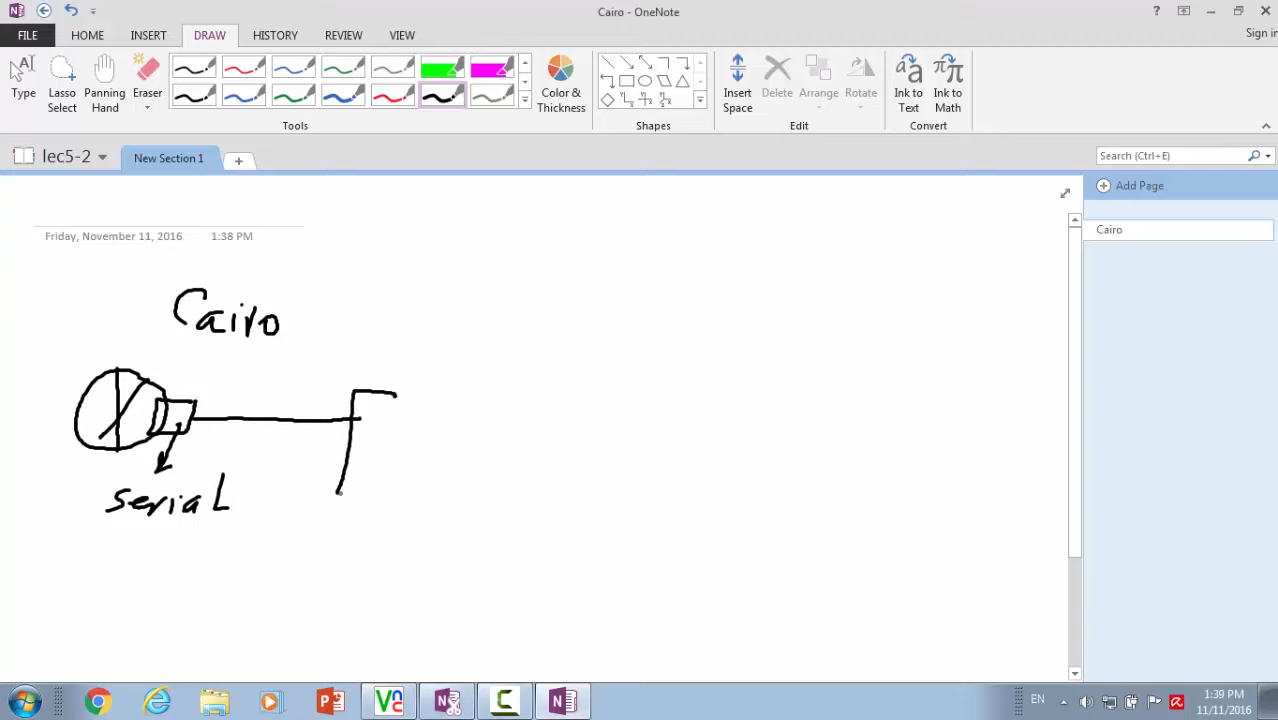 Cairo - OneNote
?
FILE
HOME
INSERT
DRAW
HISTORY
REVIEW
VIEW
Sign in
Type
Lasso Select
Panning Hand
Eraser
Color & Thickness
Insert Space
Delete
Arrange
Rotate
Ink to Text
Ink to Math
Tools
Shapes
Edit
Convert
lec5-2
New Section 1
Search (Ctrl+E)
Add Page
Cairo
Friday, November 11, 2016 1:38 PM
Cairo
serial
EN
1:39 PM
11/11/2016